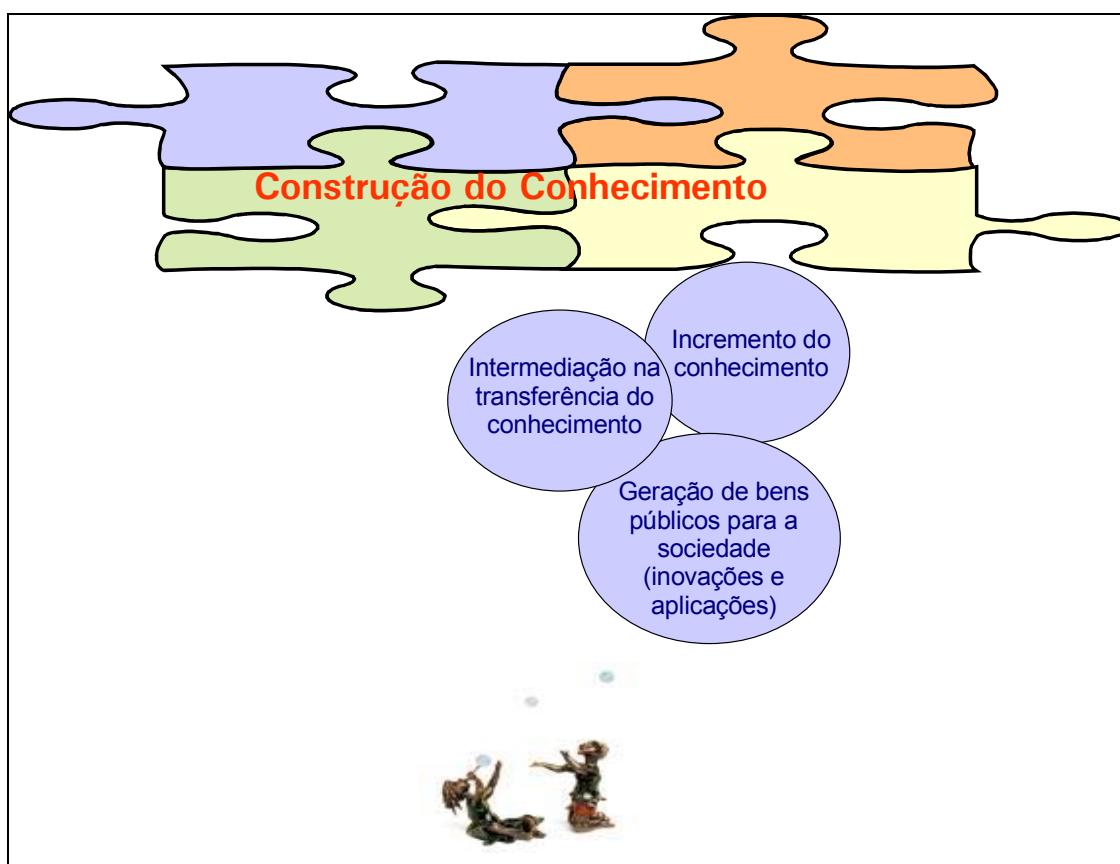 Construção do Conhecimento
Incremento do
conhecimento
Intermediação na
transferência do
conhecimento
Geração de bens
públicos para a
sociedade
(inovações e
aplicações)